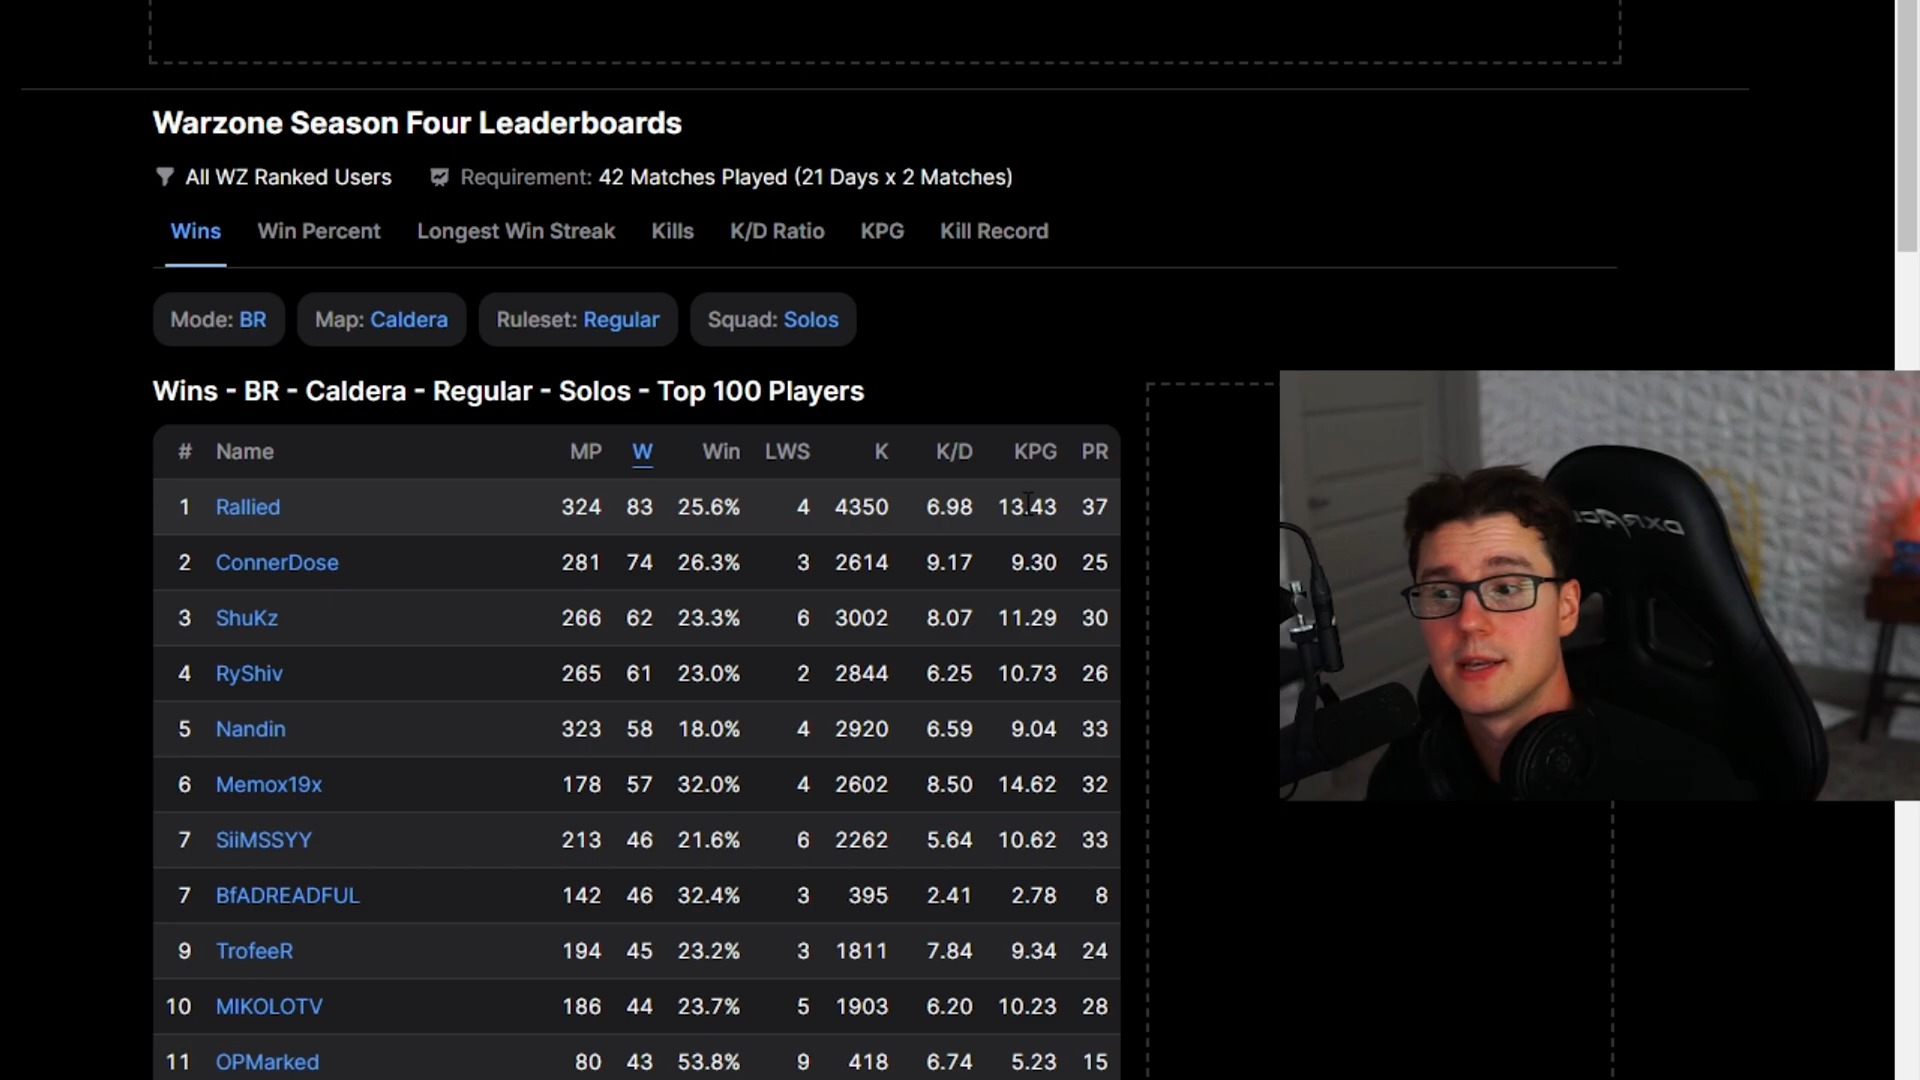 Warzone Season Four Leaderboards
All WZ Ranked Users Requirement: 42 Matches Played (21 Days x 2 Matches)
Wins Win Percent Longest Win Streak Kills K/D Ratio KPG Kill Record
Mode: BR Map: Caldera Ruleset: Regular Squad: Solos
Wins - BR - Caldera - Regular - Solos - Top 100 Players
# Name MP W Win LWS K K/D KPG PR
1 Rallied 324 83 25.6% 4 4350 6.98 13.43 37
2 ConnerDose 281 74 26.3% 3 2614 9.17 9.30 25
3 ShuKz 266 62 23.3% 6 3002 8.07 11.29 30
4 RyShiv 265 61 23.0% 2 2844 6.25 10.73 26
5 Nandin 323 58 18.0% 4 2920 6.59 9.04 33
6 Memox19x 178 57 32.0% 4 2602 8.50 14.62 32
7 SiiMSSYY 213 46 21.6% 6 2262 5.64 10.62 33
7 BfADREADFUL 142 46 32.4% 3 395 2.41 2.78 8
9 TrofeeR 194 45 23.2% 3 1811 7.84 9.34 24
10 MIKOLOTV 186 44 23.7% 5 1903 6.20 10.23 28
11 OPMarked 80 43 53.8% 9 418 6.74 5.23 15